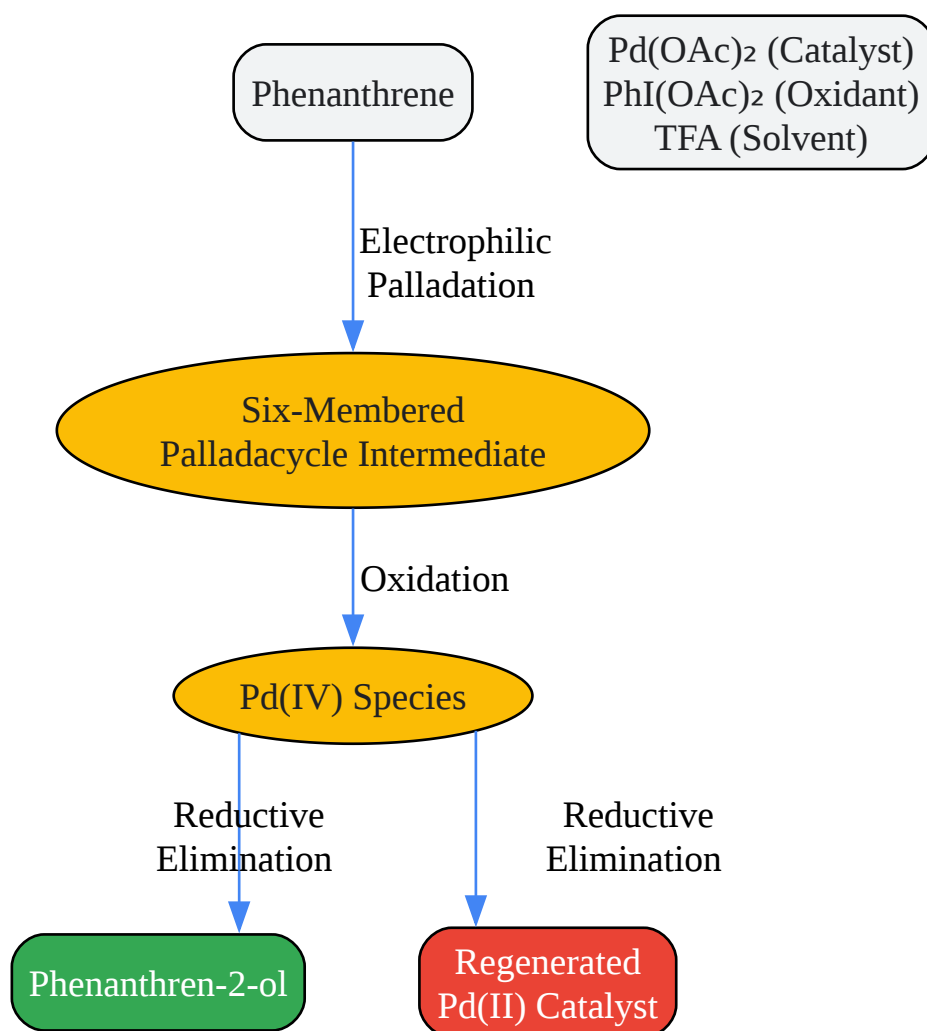 Phenanthrene
Pd(OAc)₂ (Catalyst)
PhI(OAc)₂ (Oxidant)
TFA (Solvent)
Electrophilic
Palladation
Six-Membered
Palladacycle Intermediate
Oxidation
Pd(IV) Species
Reductive
Elimination
Reductive
Elimination
Phenanthren-2-ol
Regenerated
Pd(II) Catalyst